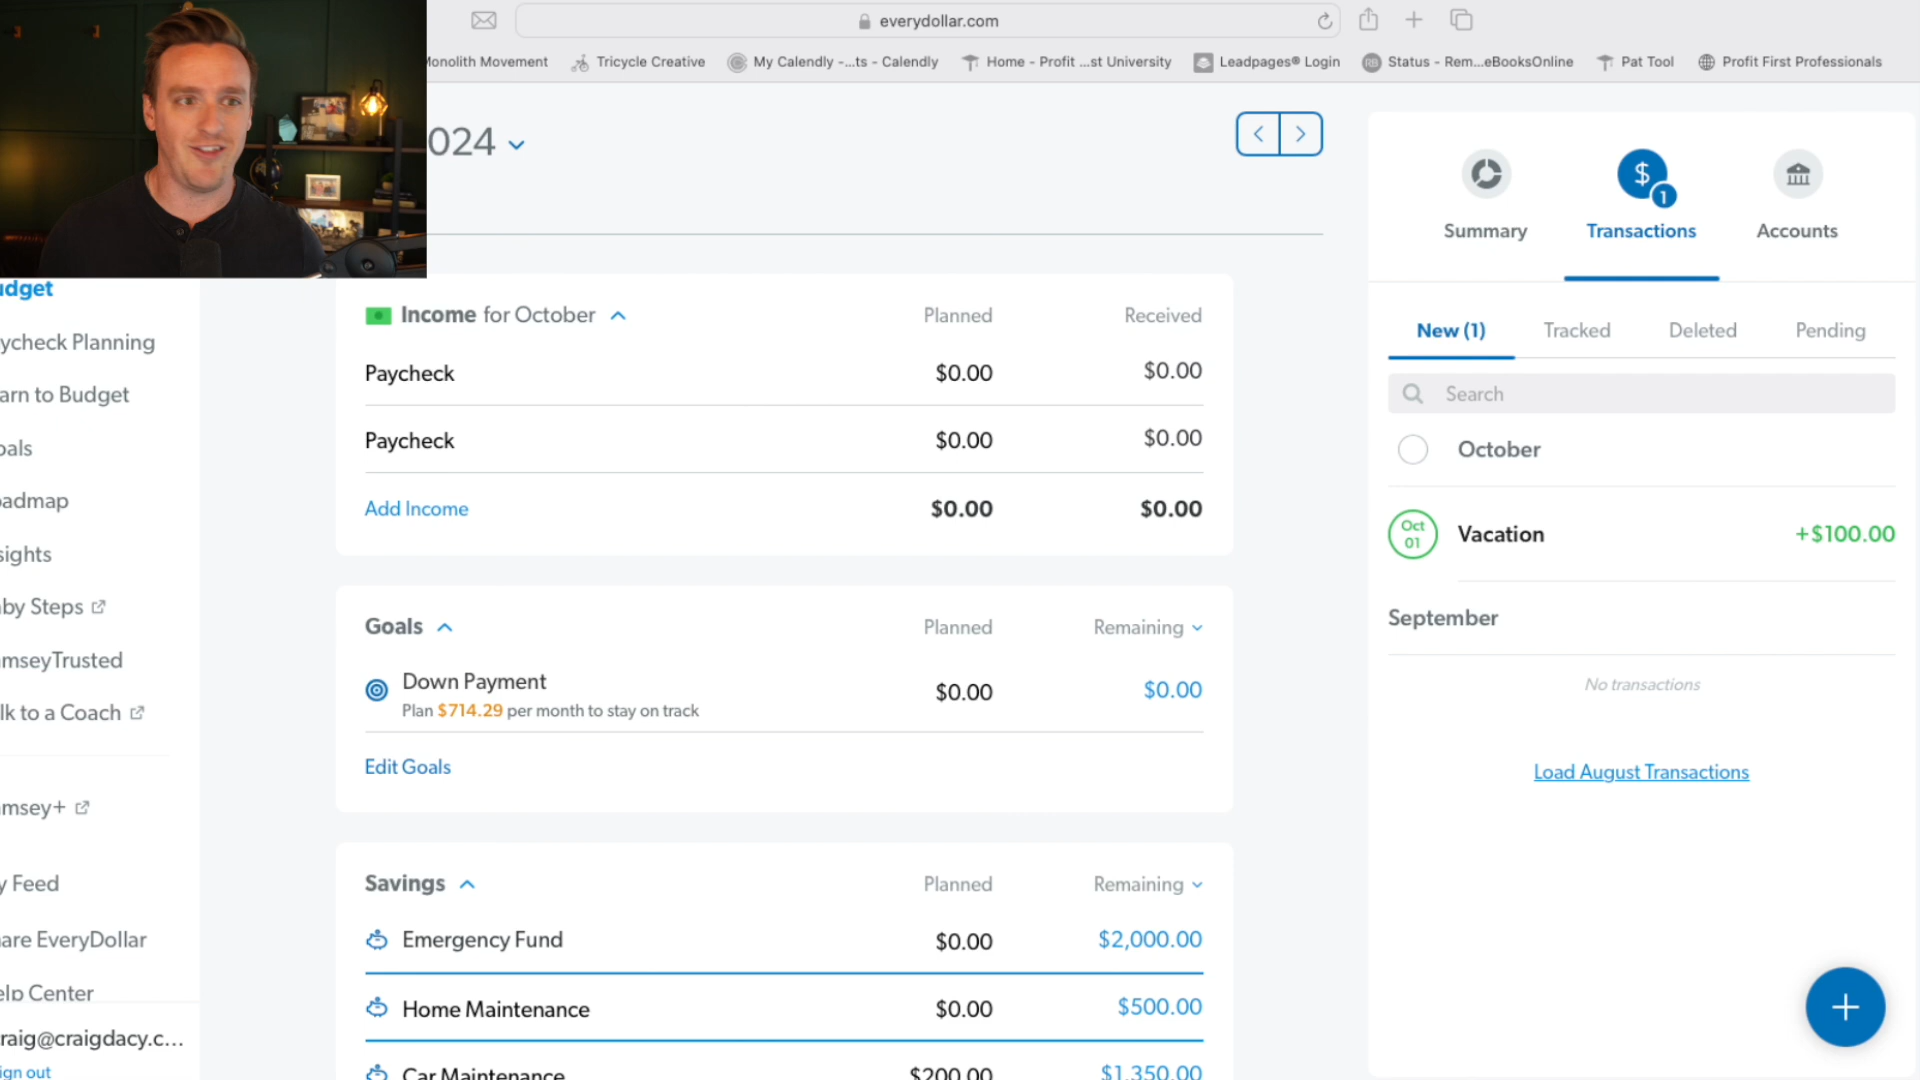 everydollar.com
Monolith Movement
Tricycle Creative
My Calendly -...ts - Calendly
Home - Profit ...st University
Leadpages® Login
Status - Rem...eBooksOnline
Pat Tool
Profit First Professionals
024
udget
ycheck Planning
arn to Budget
oals
oadmap
sights
by Steps
mseyTrusted
lk to a Coach
msey+
y Feed
are EveryDollar
elp Center
raig@craigdacy.c...
ign out
Income for October
Planned
Received
Paycheck
$0.00
$0.00
Paycheck
$0.00
$0.00
Add Income
$0.00
$0.00
Goals
Planned
Remaining
Down Payment
$0.00
$0.00
Plan $714.29 per month to stay on track
Edit Goals
Savings
Planned
Remaining
Emergency Fund
$0.00
$2,000.00
Home Maintenance
$0.00
$500.00
Car Maintenance
$200.00
$1,350.00
$
1
Summary
Transactions
Accounts
New (1)
Tracked
Deleted
Pending
Search
October
Oct
01
Vacation
+$100.00
September
No transactions
Load August Transactions